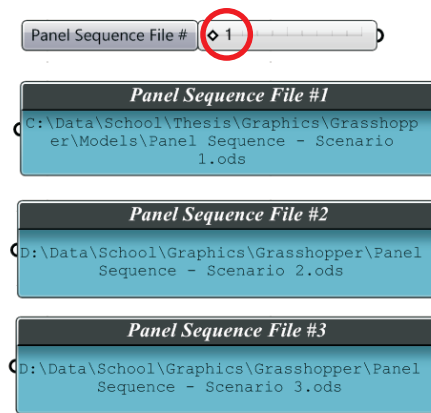 Panel Sequence File # 1
Panel Sequence File #1
C:\Data\School\Thesis\Graphics\Grasshopp
er\Models\Panel Sequence - Scenario
1.ods
Panel Sequence File #2
D:\Data\School\Graphics\Grasshopper\Panel
Sequence - Scenario 2.ods
Panel Sequence File #3
D:\Data\School\Graphics\Grasshopper\Panel
Sequence - Scenario 3.ods